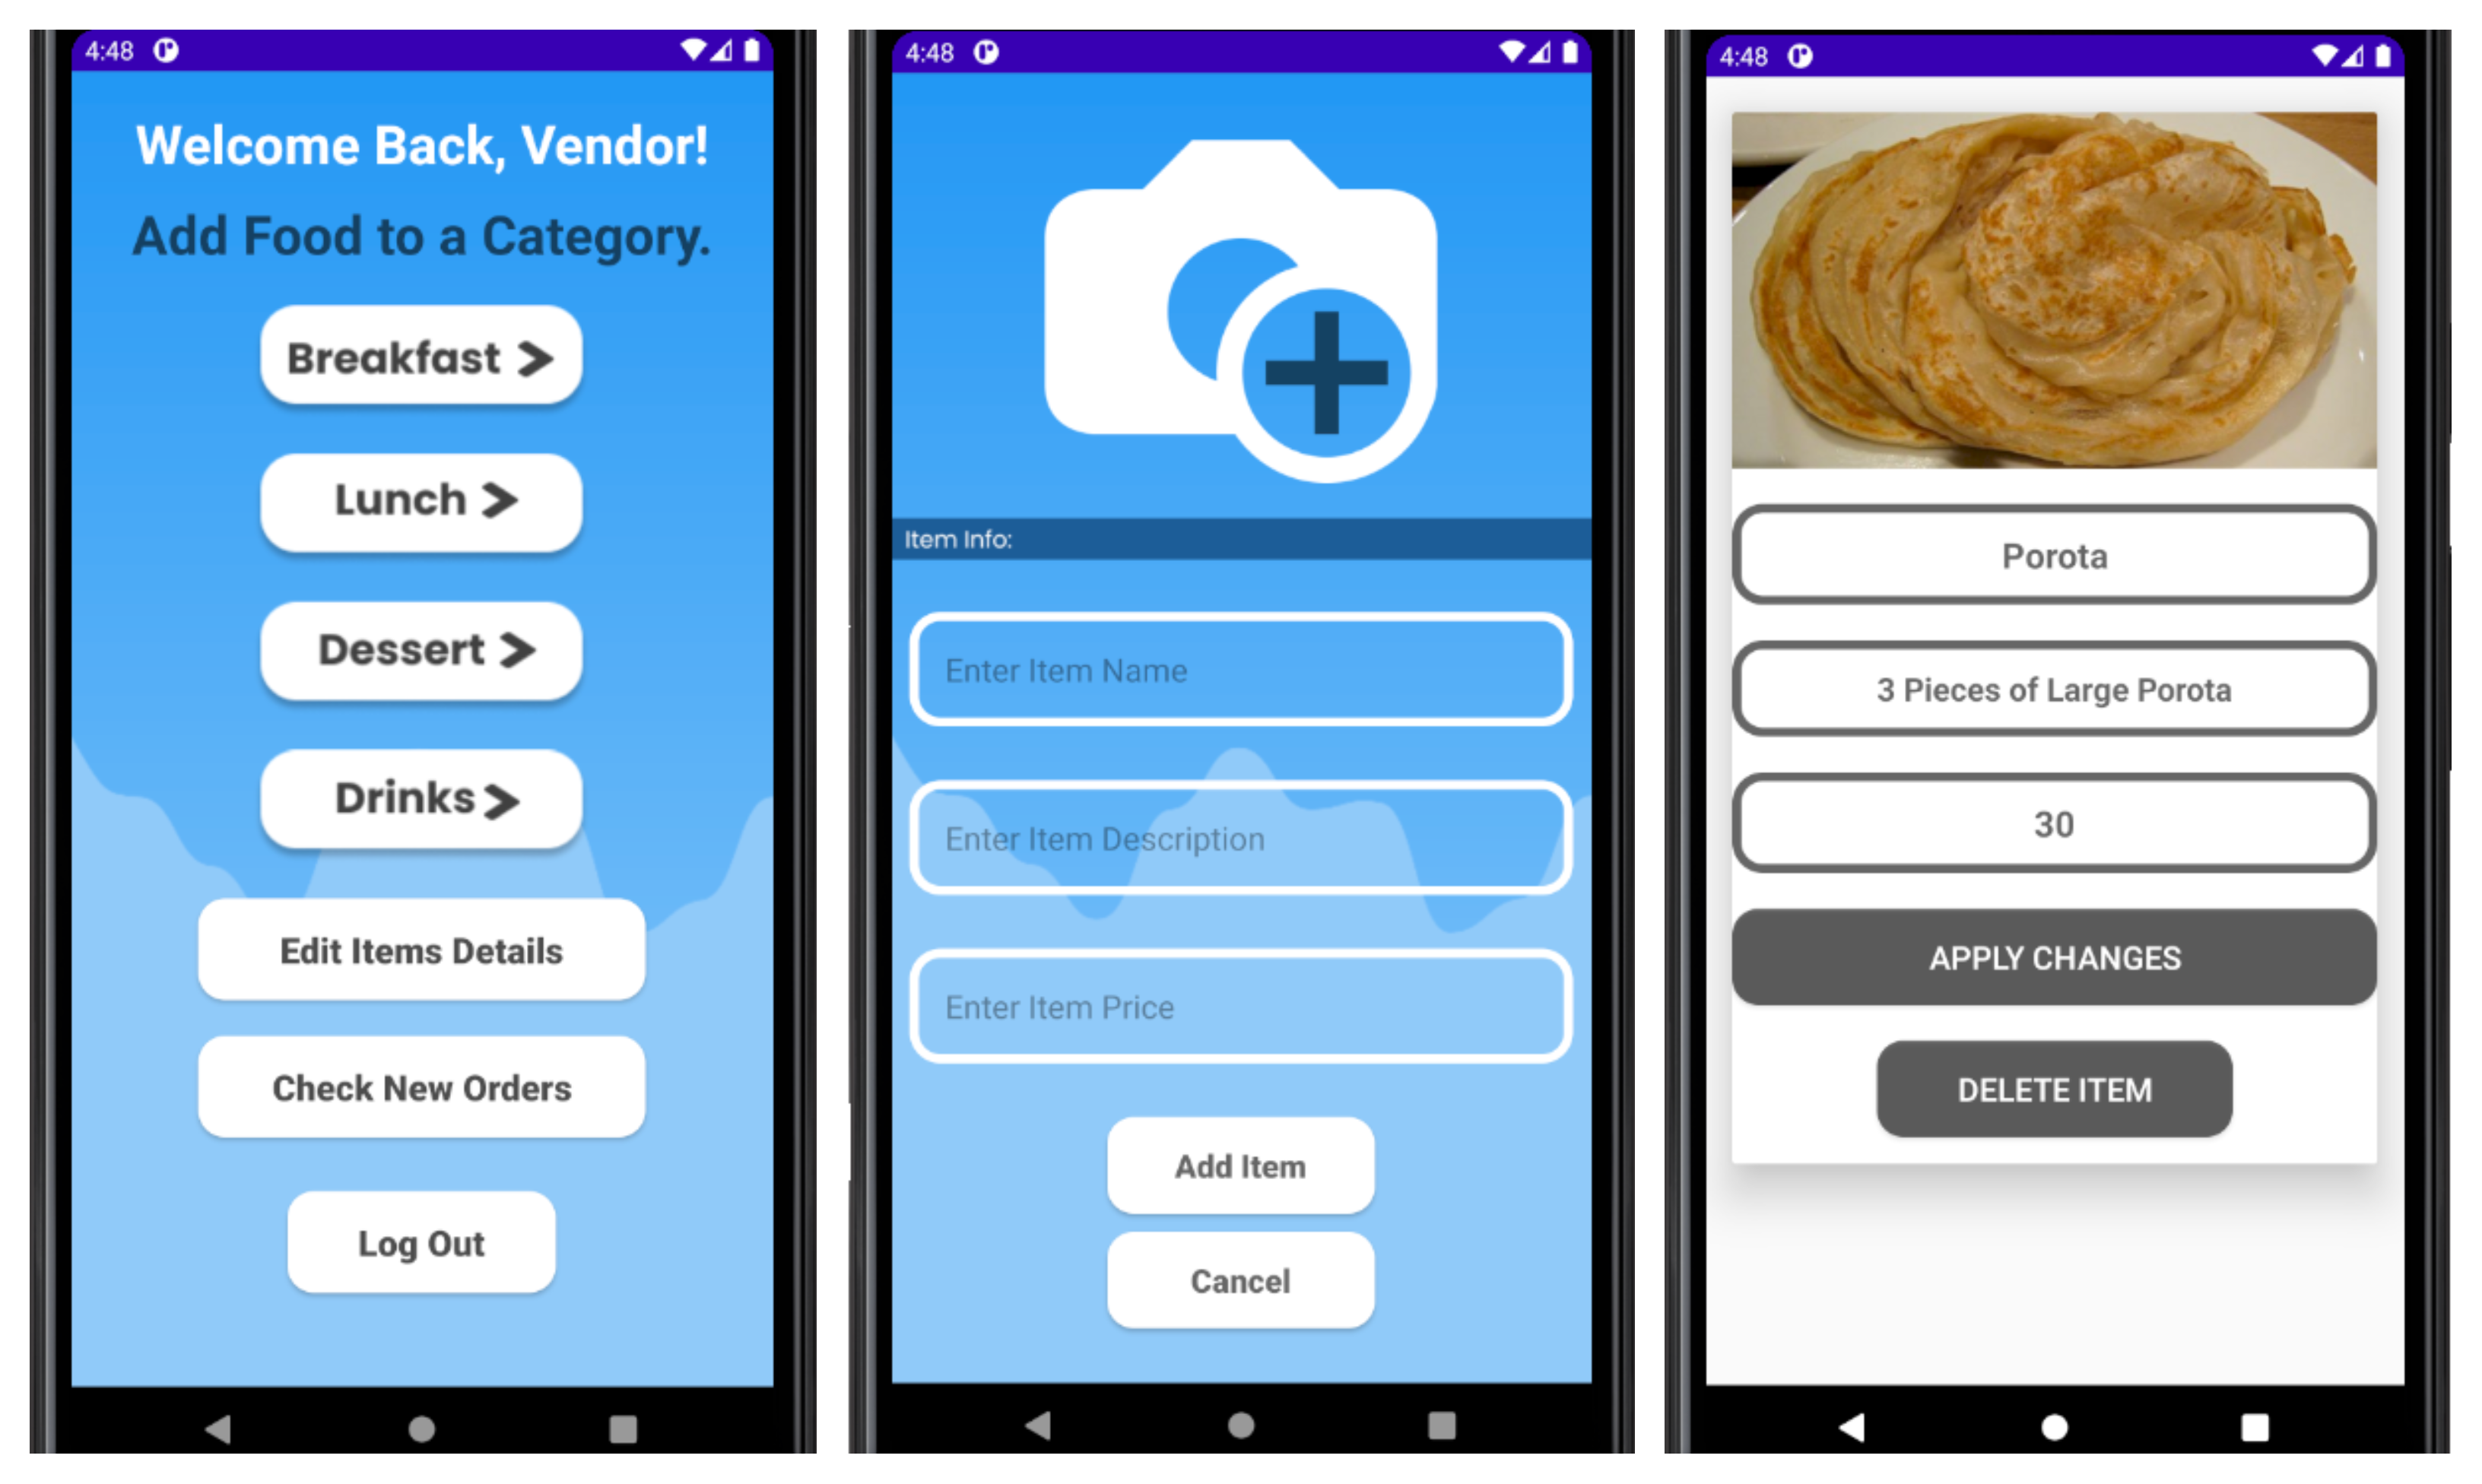 4:48
Welcome Back, Vendor!
Add Food to a Category.
Breakfast >
Lunch >
Dessert >
Drinks >
Edit Items Details
Check New Orders
Log Out
4:48
Item Info:
Enter Item Name
Enter Item Description
Enter Item Price
Add Item
Cancel
4:48
Porota
3 Pieces of Large Porota
30
APPLY CHANGES
DELETE ITEM